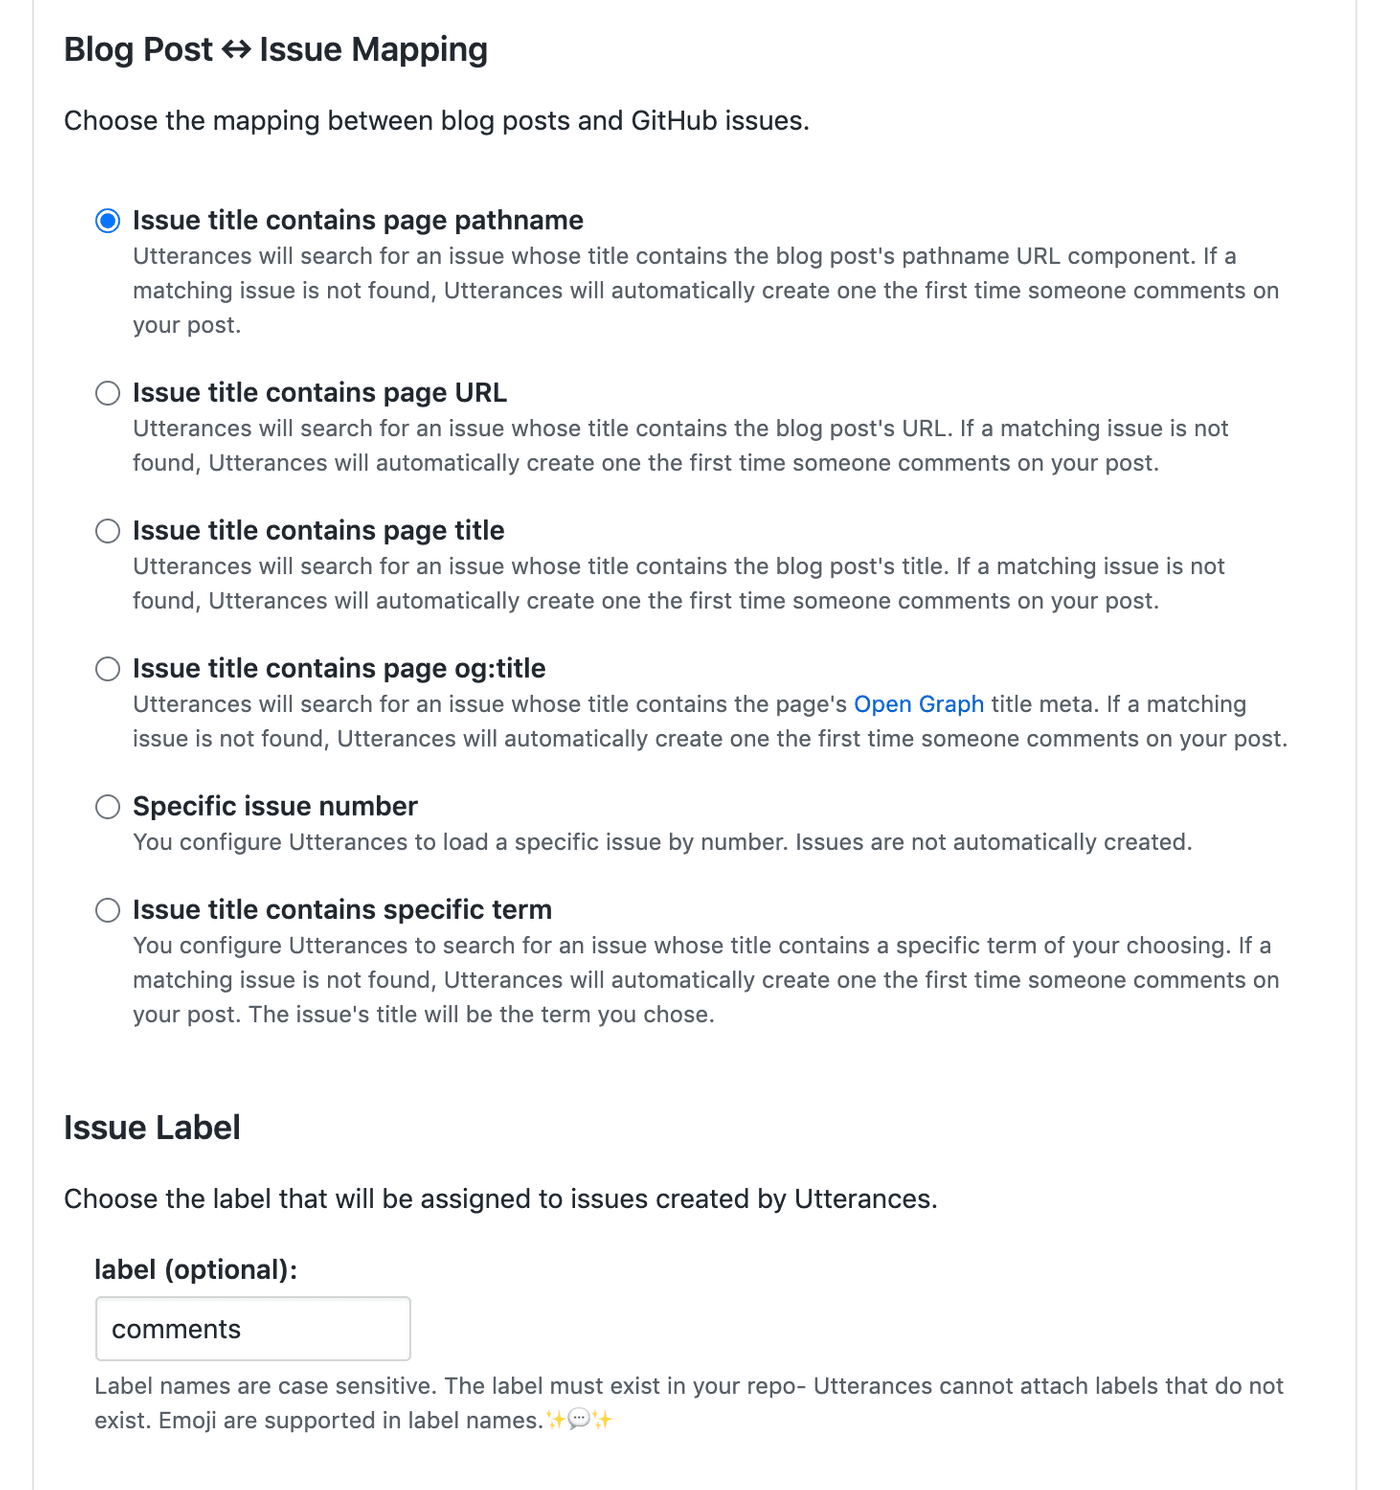 Blog Post ↔ Issue Mapping
Choose the mapping between blog posts and GitHub issues.
Issue title contains page pathname
Utterances will search for an issue whose title contains the blog post's pathname URL component. If a
matching issue is not found, Utterances will automatically create one the first time someone comments on
your post.
Issue title contains page URL
Utterances will search for an issue whose title contains the blog post's URL. If a matching issue is not
found, Utterances will automatically create one the first time someone comments on your post.
Issue title contains page title
Utterances will search for an issue whose title contains the blog post's title. If a matching issue is not
found, Utterances will automatically create one the first time someone comments on your post.
Issue title contains page og:title
Utterances will search for an issue whose title contains the page's Open Graph title meta. If a matching
issue is not found, Utterances will automatically create one the first time someone comments on your post.
Specific issue number
You configure Utterances to load a specific issue by number. Issues are not automatically created.
Issue title contains specific term
You configure Utterances to search for an issue whose title contains a specific term of your choosing. If a
matching issue is not found, Utterances will automatically create one the first time someone comments on
your post. The issue's title will be the term you chose.
Issue Label
Choose the label that will be assigned to issues created by Utterances.
label (optional):
comments
Label names are case sensitive. The label must exist in your repo- Utterances cannot attach labels that do not
exist. Emoji are supported in label names.✨💬✨